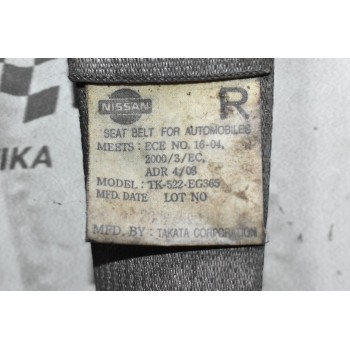 NISSAN
R
SEAT BELT FOR AUTOMOBILES
MEETS: ECE NO. 16-04,
2000/3/EC,
ADR 4/03
MODEL: TK-522-EG365
MFD. DATE LOT NO
MFD. BY: TAKATA CORPORATION
IKA